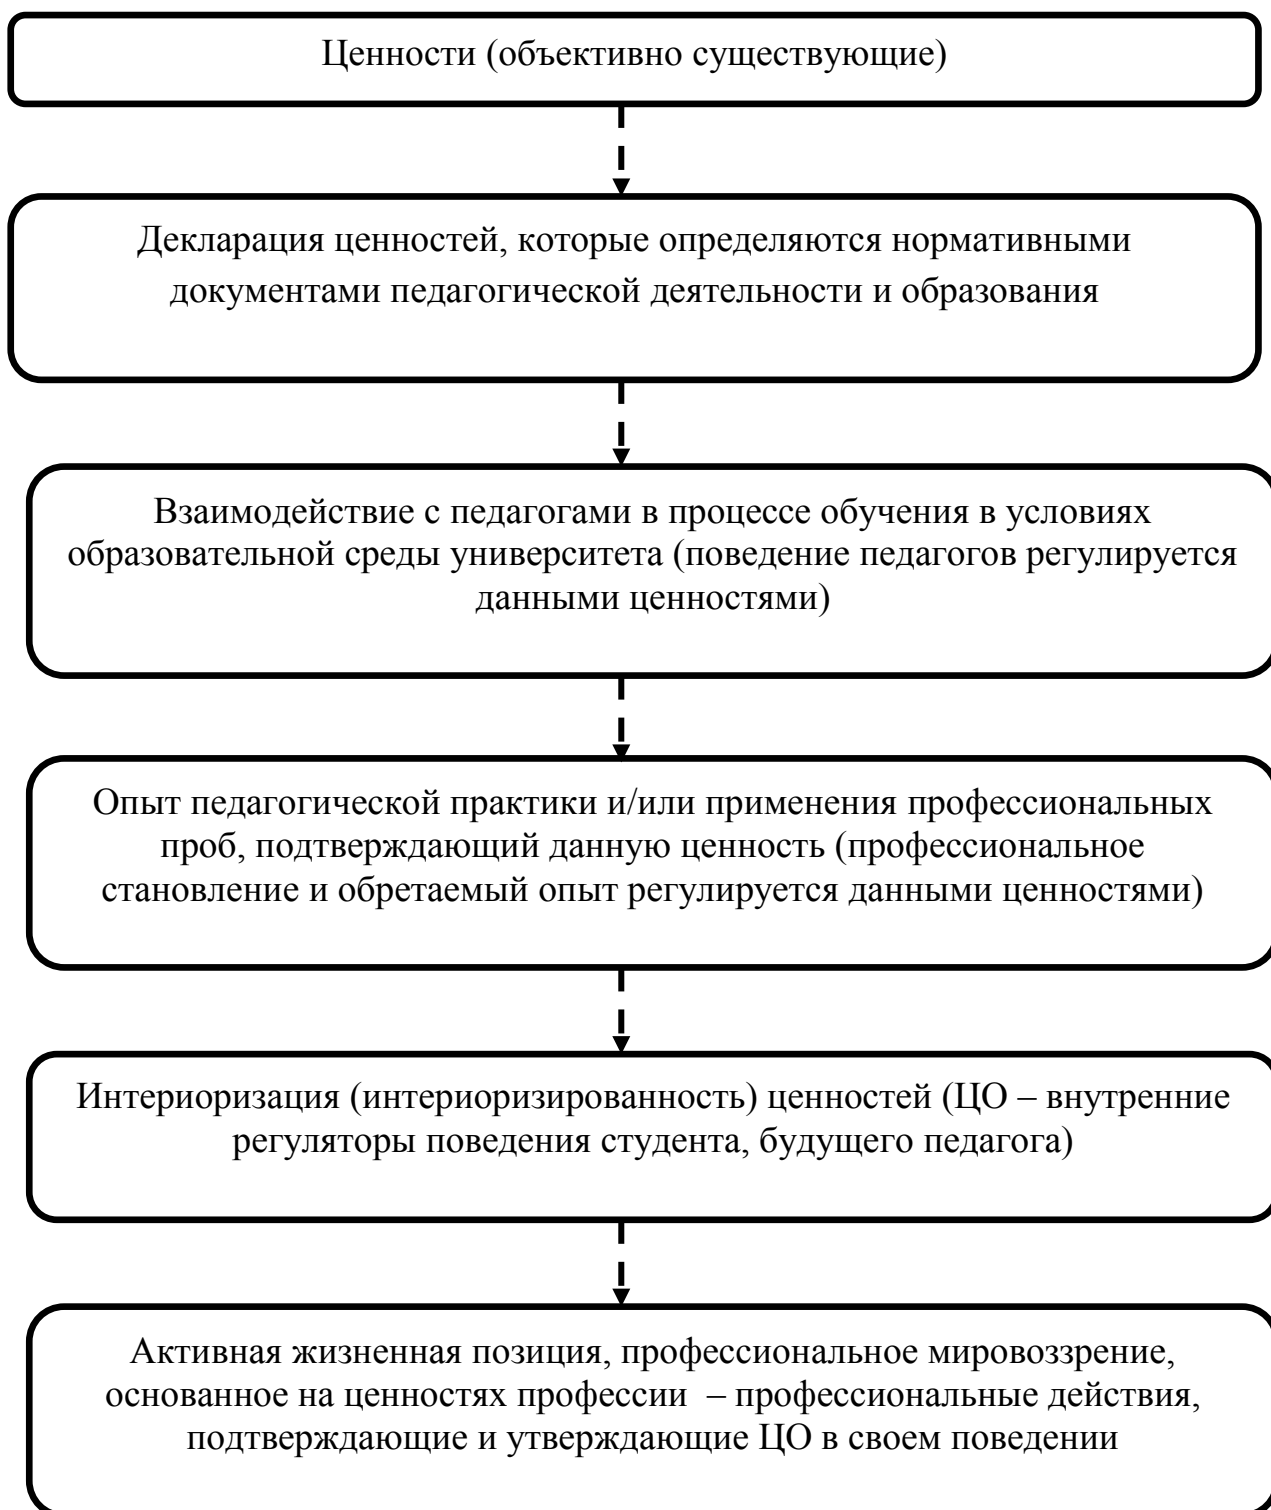 Ценности (объективно существующие)
Декларация ценностей, которые определяются нормативными
документами педагогической деятельности и образования
Взаимодействие с педагогами в процессе обучения в условиях
образовательной среды университета (поведение педагогов регулируется
данными ценностями)
Опыт педагогической практики и/или применения профессиональных
проб, подтверждающий данную ценность (профессиональное
становление и обретаемый опыт регулируется данными ценностями)
Интериоризация (интериоризированность) ценностей (ЦО – внутренние
регуляторы поведения студента, будущего педагога)
Активная жизненная позиция, профессиональное мировоззрение,
основанное на ценностях профессии – профессиональные действия,
подтверждающие и утверждающие ЦО в своем поведении